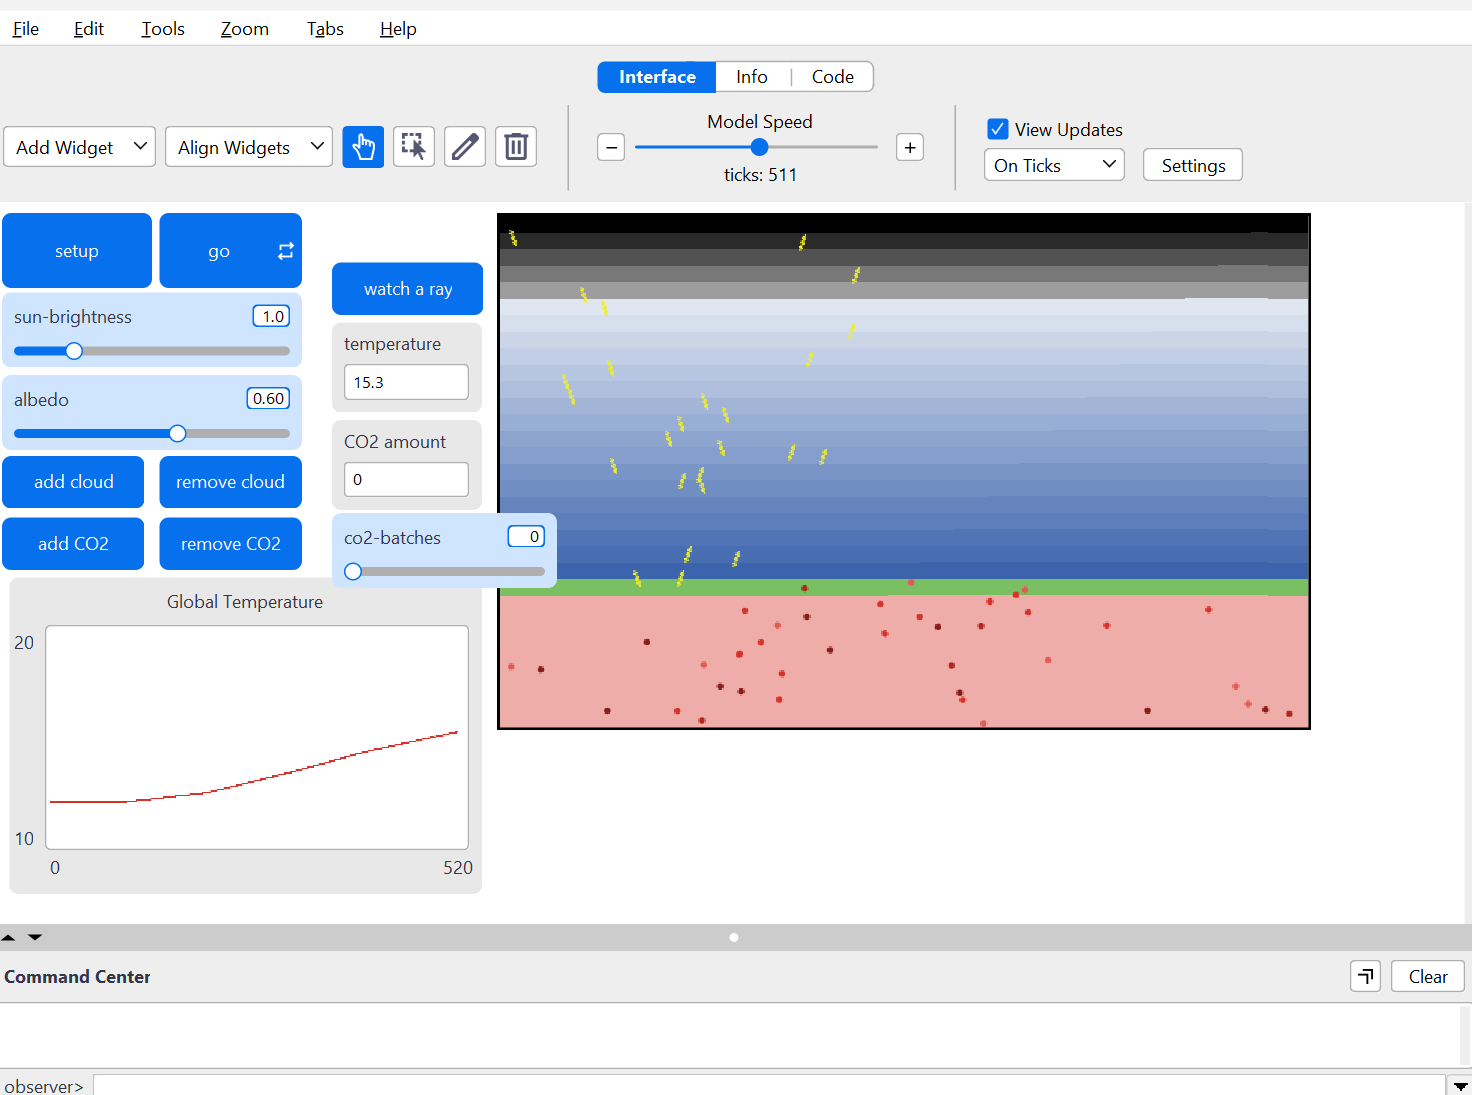 File Edit Tools Zoom Tabs Help
Interface Info Code
Add Widget Align Widgets
Model Speed
ticks: 511
View Updates
On Ticks Settings
setup go
watch a ray
sun-brightness 1.0
temperature
15.3
albedo 0.60
CO2 amount
0
add cloud remove cloud
add CO2 remove CO2
co2-batches 0
Global Temperature
20
10
0 520
Command Center
Clear
observer>